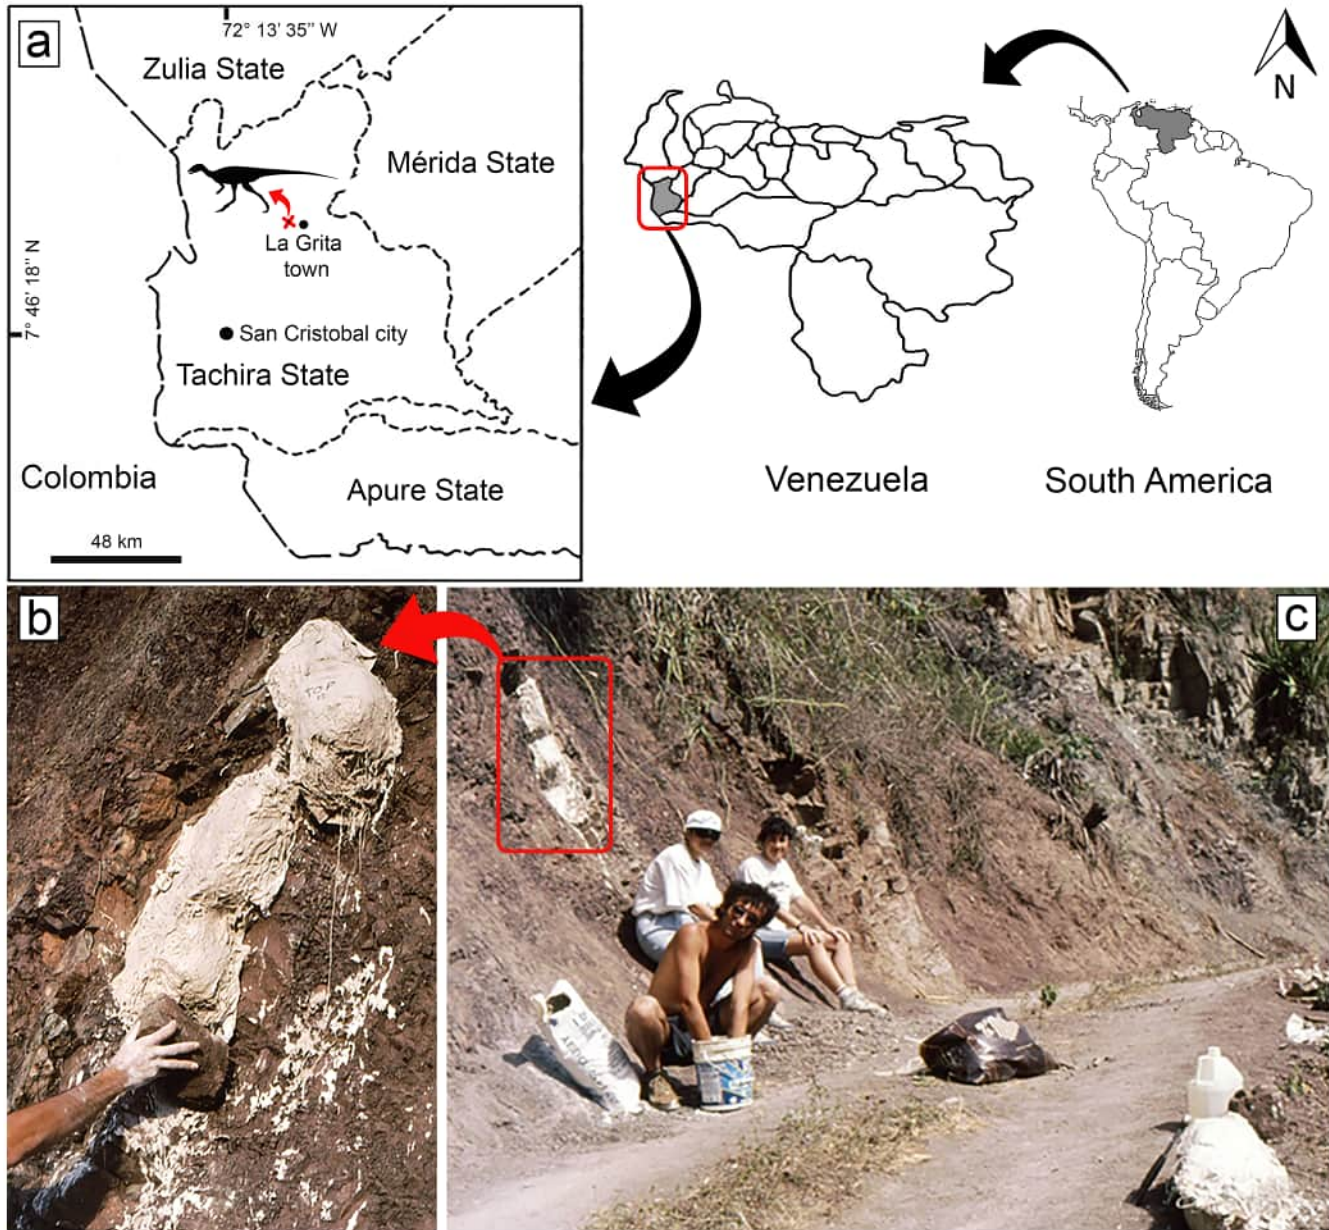 a
72° 13' 35" W
Zulia State
Mérida State
La Grita
town
7° 46' 18" N
San Cristobal city
Tachira State
Colombia
Apure State
48 km
N
Venezuela
South America
b
TOP
c